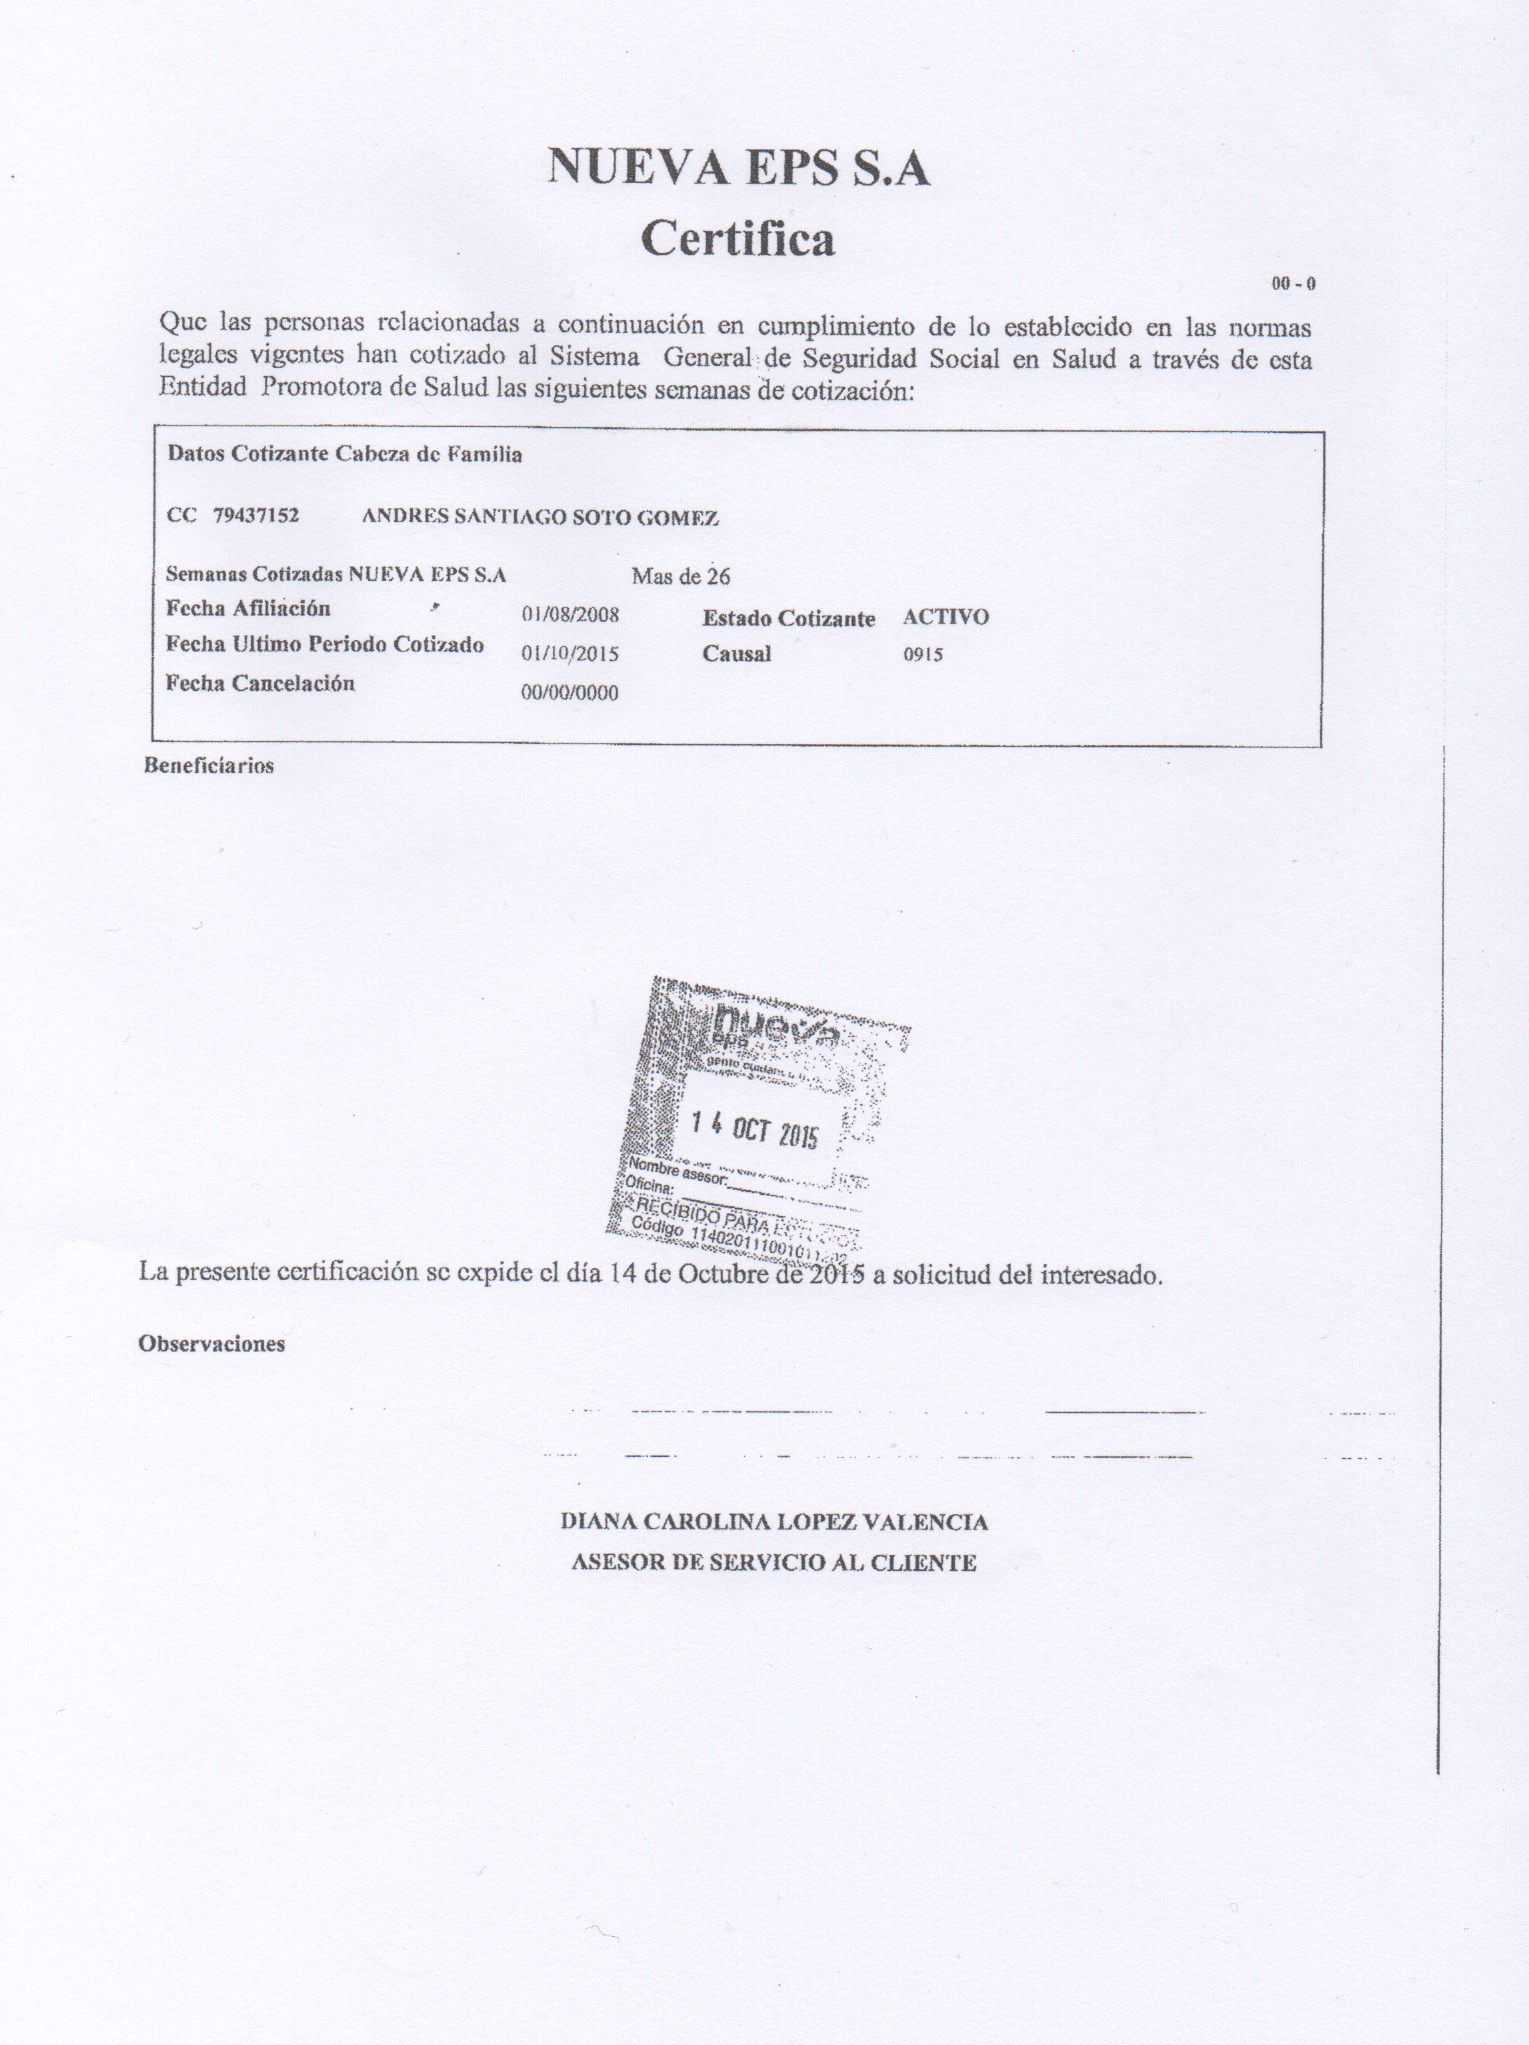 NUEVA EPS S.A
Certifica
00 - 0
Que las personas relacionadas a continuación en cumplimiento de lo establecido en las normas
legales vigentes han cotizado al Sistema General de Seguridad Social en Salud a través de esta
Entidad Promotora de Salud las siguientes semanas de cotización:
Datos Cotizante Cabeza de Familia
CC 79437152 ANDRES SANTIAGO SOTO GOMEZ
Semanas Cotizadas NUEVA EPS S.A Mas de 26
Fecha Afiliación 01/08/2008 Estado Cotizante ACTIVO
Fecha Ultimo Periodo Cotizado 01/10/2015 Causal 0915
Fecha Cancelación 00/00/0000
Beneficiarios
nueva
eps
gente
14 OCT 2015
Nombre asesor:
Oficina:
RECIBIDO PARA
Código
La presente certificación se expide el día 14 de Octubre de 2015 a solicitud del interesado.
Observaciones
DIANA CAROLINA LOPEZ VALENCIA
ASESOR DE SERVICIO AL CLIENTE